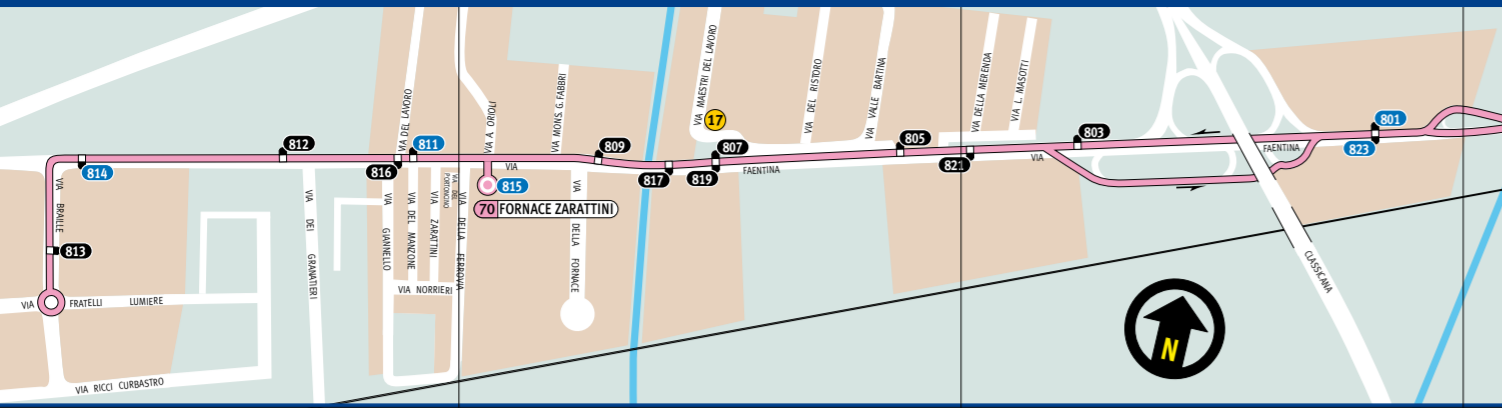 VIA MAESTRI DEL LAVORO
17
VIA DEL RISTORO
VIA VALLE BARTINA
VIA DELLA MERENDA
VIA L. MASOTTI
VIA DEL LAVORO
VIA A. ORIOLI
VIA MONS. G. FABBRI
812
811
809
807
805
803
801
814
816
815
817
819
821
823
VIA
FAENTINA
VIA
FAENTINA
70 FORNACE ZARATTINI
VIA BRAILLE
813
VIA DEI GRANATIERI
VIA GIANNELLO
VIA DEL MANZONE
VIA ZARATTINI
VIA DEL PORTONCINO
VIA DELLA FERROVIA
VIA DELLA FORNACE
VIA NORRIERI
VIA FRATELLI LUMIERE
VIA RICCI CURBASTRO
CLASSICANA
N